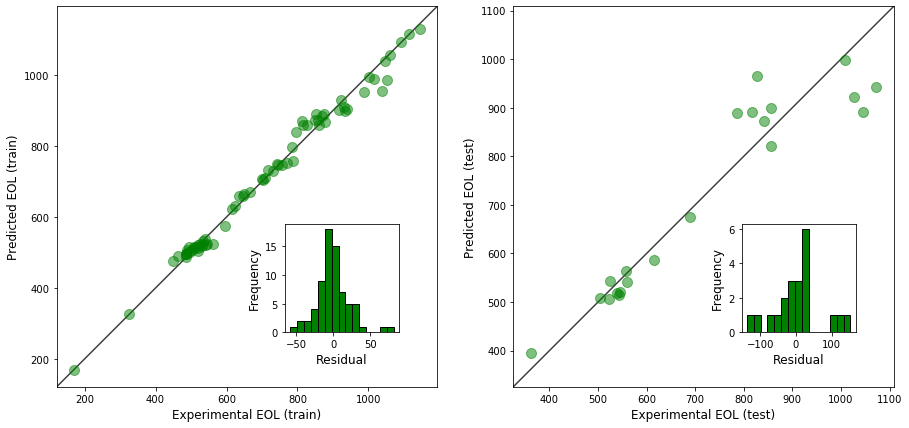 Predicted EOL (train)
1000
800
600
400
200
200 400 600 800 1000
Experimental EOL (train)
Frequency
15
10
5
0
−50 0 50
Residual
Predicted EOL (test)
1100
1000
900
800
700
600
500
400
400 500 600 700 800 900 1000 1100
Experimental EOL (test)
Frequency
6
4
2
0
−100 0 100
Residual